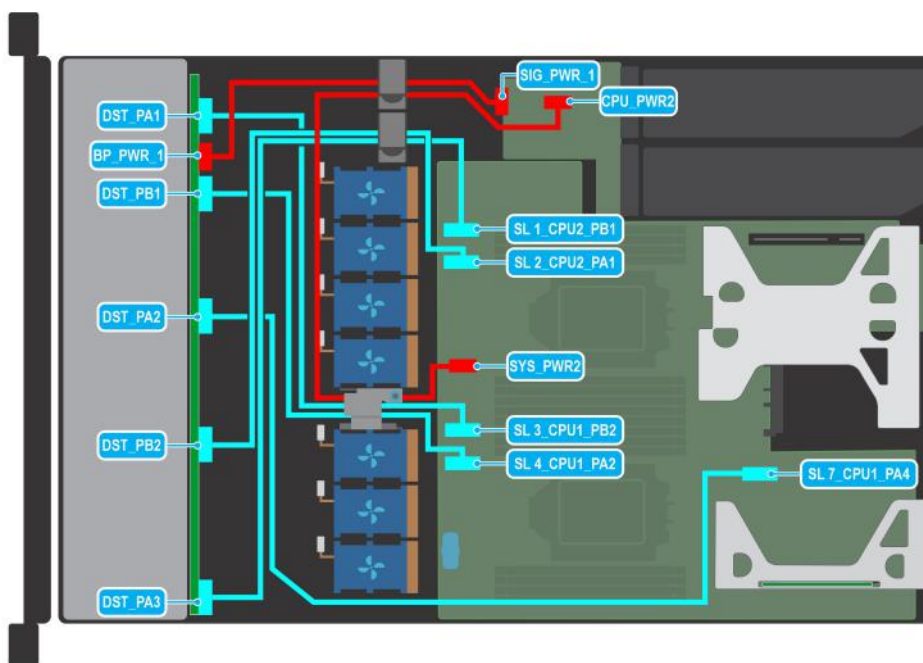 SIG_PWR_1
CPU_PWR2
DST_PA1
BP_PWR_1
DST_PB1
SL 1_CPU2_PB1
SL 2_CPU2_PA1
DST_PA2
SYS_PWR2
SL 3_CPU1_PB2
DST_PB2
SL 4_CPU1_PA2
SL 7_CPU1_PA4
DST_PA3